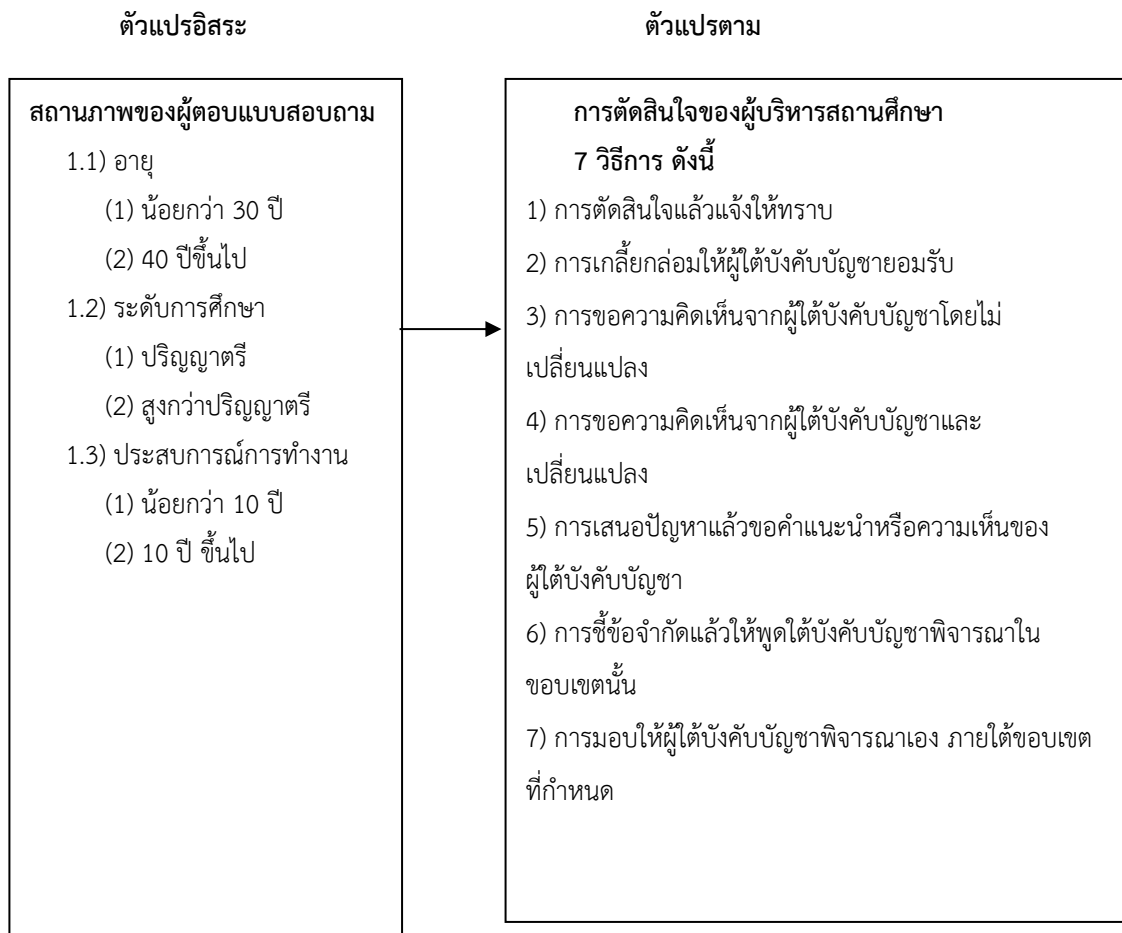 ตัวแปรอิสระ
ตัวแปรตาม
สถานภาพของผู้ตอบแบบสอบถาม
1.1) อายุ
(1) น้อยกว่า 30 ปี
(2) 40 ปีขึ้นไป
1.2) ระดับการศึกษา
(1) ปริญญาตรี
(2) สูงกว่าปริญญาตรี
1.3) ประสบการณ์การทำงาน
(1) น้อยกว่า 10 ปี
(2) 10 ปี ขึ้นไป
การตัดสินใจของผู้บริหารสถานศึกษา
7 วิธีการ ดังนี้
1) การตัดสินใจแล้วแจ้งให้ทราบ
2) การเกลี้ยกล่อมให้ผู้ใต้บังคับบัญชายอมรับ
3) การขอความคิดเห็นจากผู้ใต้บังคับบัญชาโดยไม่
เปลี่ยนแปลง
4) การขอความคิดเห็นจากผู้ใต้บังคับบัญชาและ
เปลี่ยนแปลง
5) การเสนอปัญหาแล้วขอคำแนะนำหรือความเห็นของ
ผู้ใต้บังคับบัญชา
6) การชี้ข้อจำกัดแล้วให้พูดใต้บังคับบัญชาพิจารณาใน
ขอบเขตนั้น
7) การมอบให้ผู้ใต้บังคับบัญชาพิจารณาเอง ภายใต้ขอบเขต
ที่กำหนด